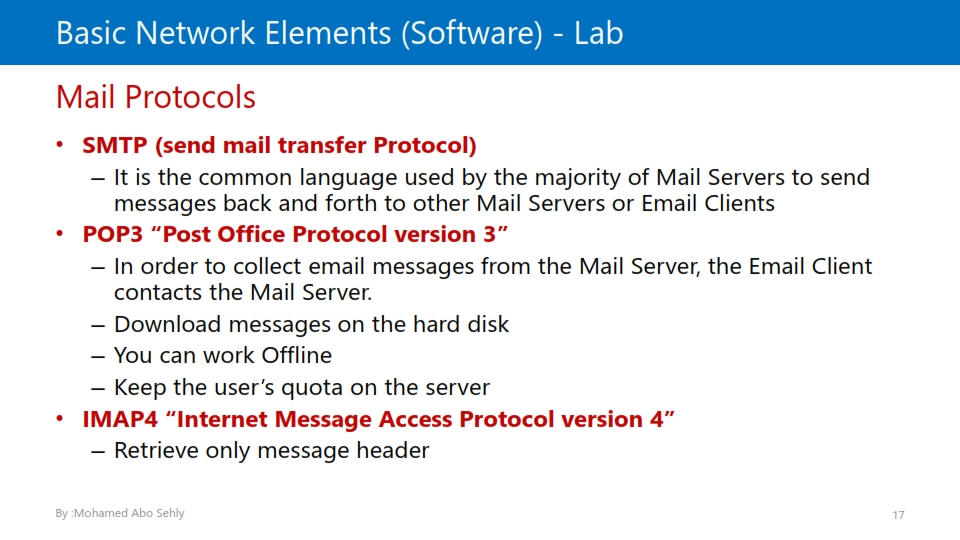 Basic Network Elements (Software) - Lab
Mail Protocols
• SMTP (send mail transfer Protocol)
– It is the common language used by the majority of Mail Servers to send
messages back and forth to other Mail Servers or Email Clients
• POP3 “Post Office Protocol version 3”
– In order to collect email messages from the Mail Server, the Email Client
contacts the Mail Server.
– Download messages on the hard disk
– You can work Offline
– Keep the user’s quota on the server
• IMAP4 “Internet Message Access Protocol version 4”
– Retrieve only message header
By :Mohamed Abo Sehly
17